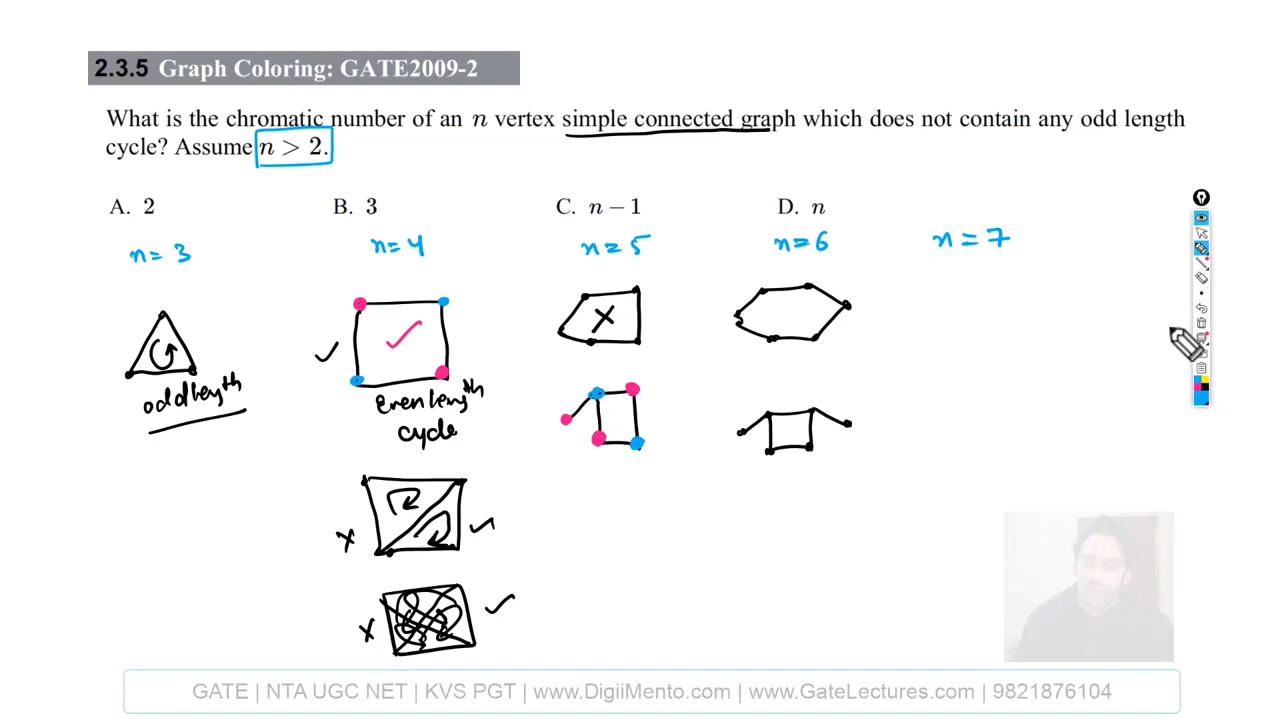 2.3.5 Graph Coloring: GATE2009-2
What is the chromatic number of an n vertex simple connected graph which does not contain any odd length
cycle? Assume n > 2.
A. 2 B. 3 C. n − 1 D. n
n = 3 n = 4 n = 5 n = 6 n = 7
odd length
Even length
cycle
GATE | NTA UGC NET | KVS PGT | www.DigiiMento.com | www.GateLectures.com | 9821876104